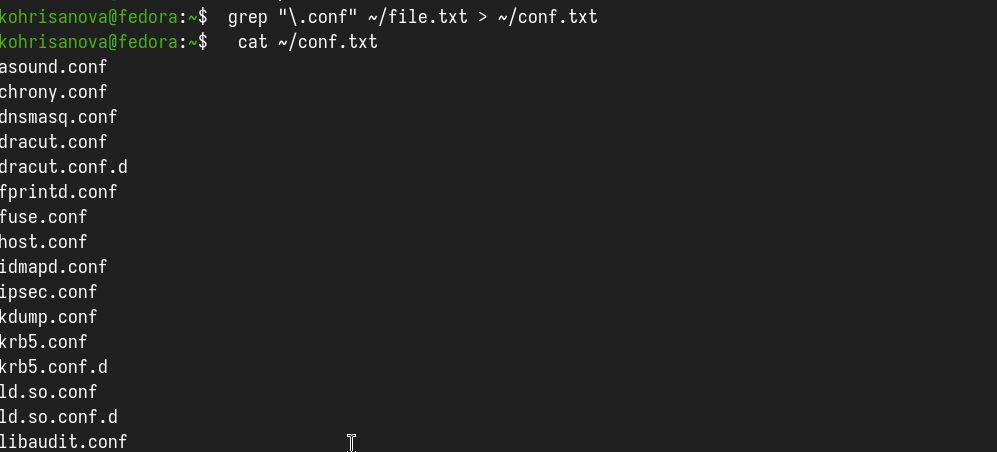 kohrisanova@fedora:~$  grep "\.conf" ~/file.txt > ~/conf.txt
kohrisanova@fedora:~$   cat ~/conf.txt
asound.conf
chrony.conf
dnsmasq.conf
dracut.conf
dracut.conf.d
fprintd.conf
fuse.conf
host.conf
idmapd.conf
ipsec.conf
kdump.conf
krb5.conf
krb5.conf.d
ld.so.conf
ld.so.conf.d
libaudit.conf